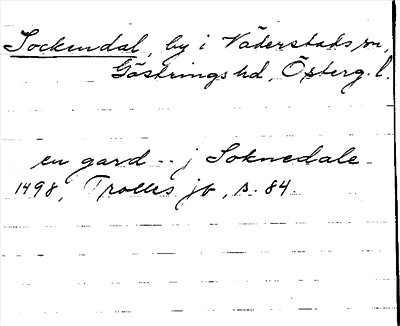 Sockendal, by i Väderstads sn,
Göstrings hd, Österg. l.
en gard -- j Soknedale
1498, Trolles jb, s. 84.